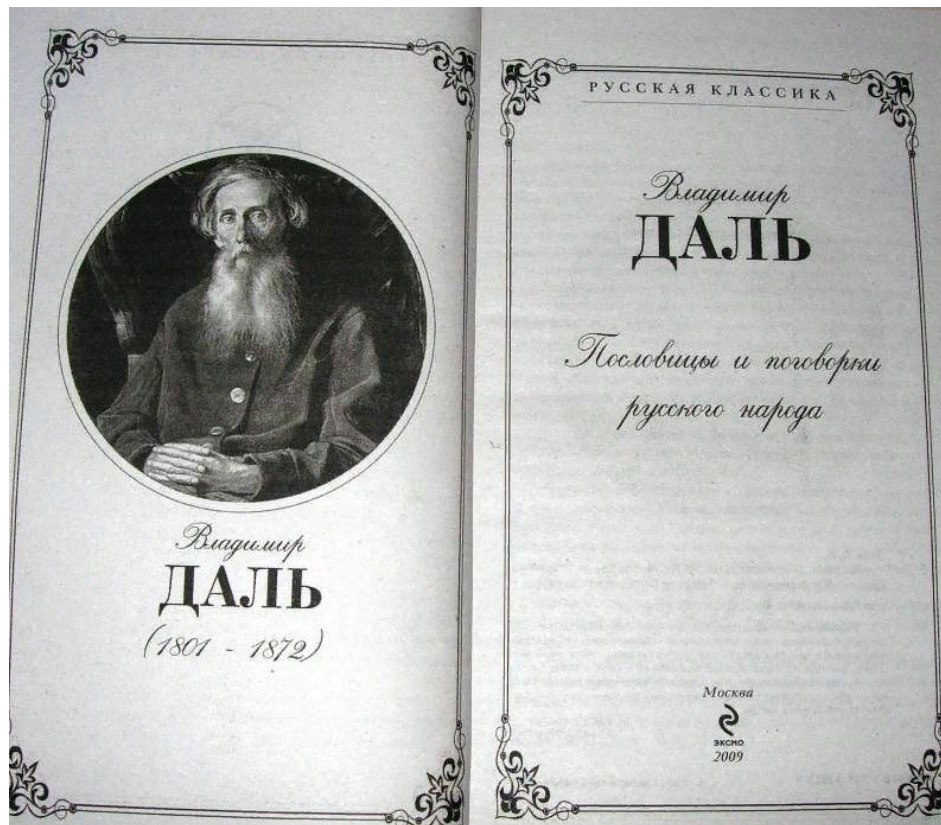 Владимир
ДАЛЬ
(1801 - 1872)
РУССКАЯ КЛАССИКА
Владимир
ДАЛЬ
Пословицы и поговорки
русского народа
Москва
ЭКСМО
2009